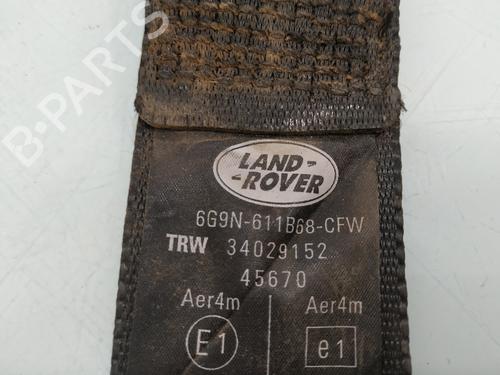 B-PARTS
LAND-
ROVER
6G9N-611B68-CFW
TRW 34029152
45670
Aer4m Aer4m
E1 e1